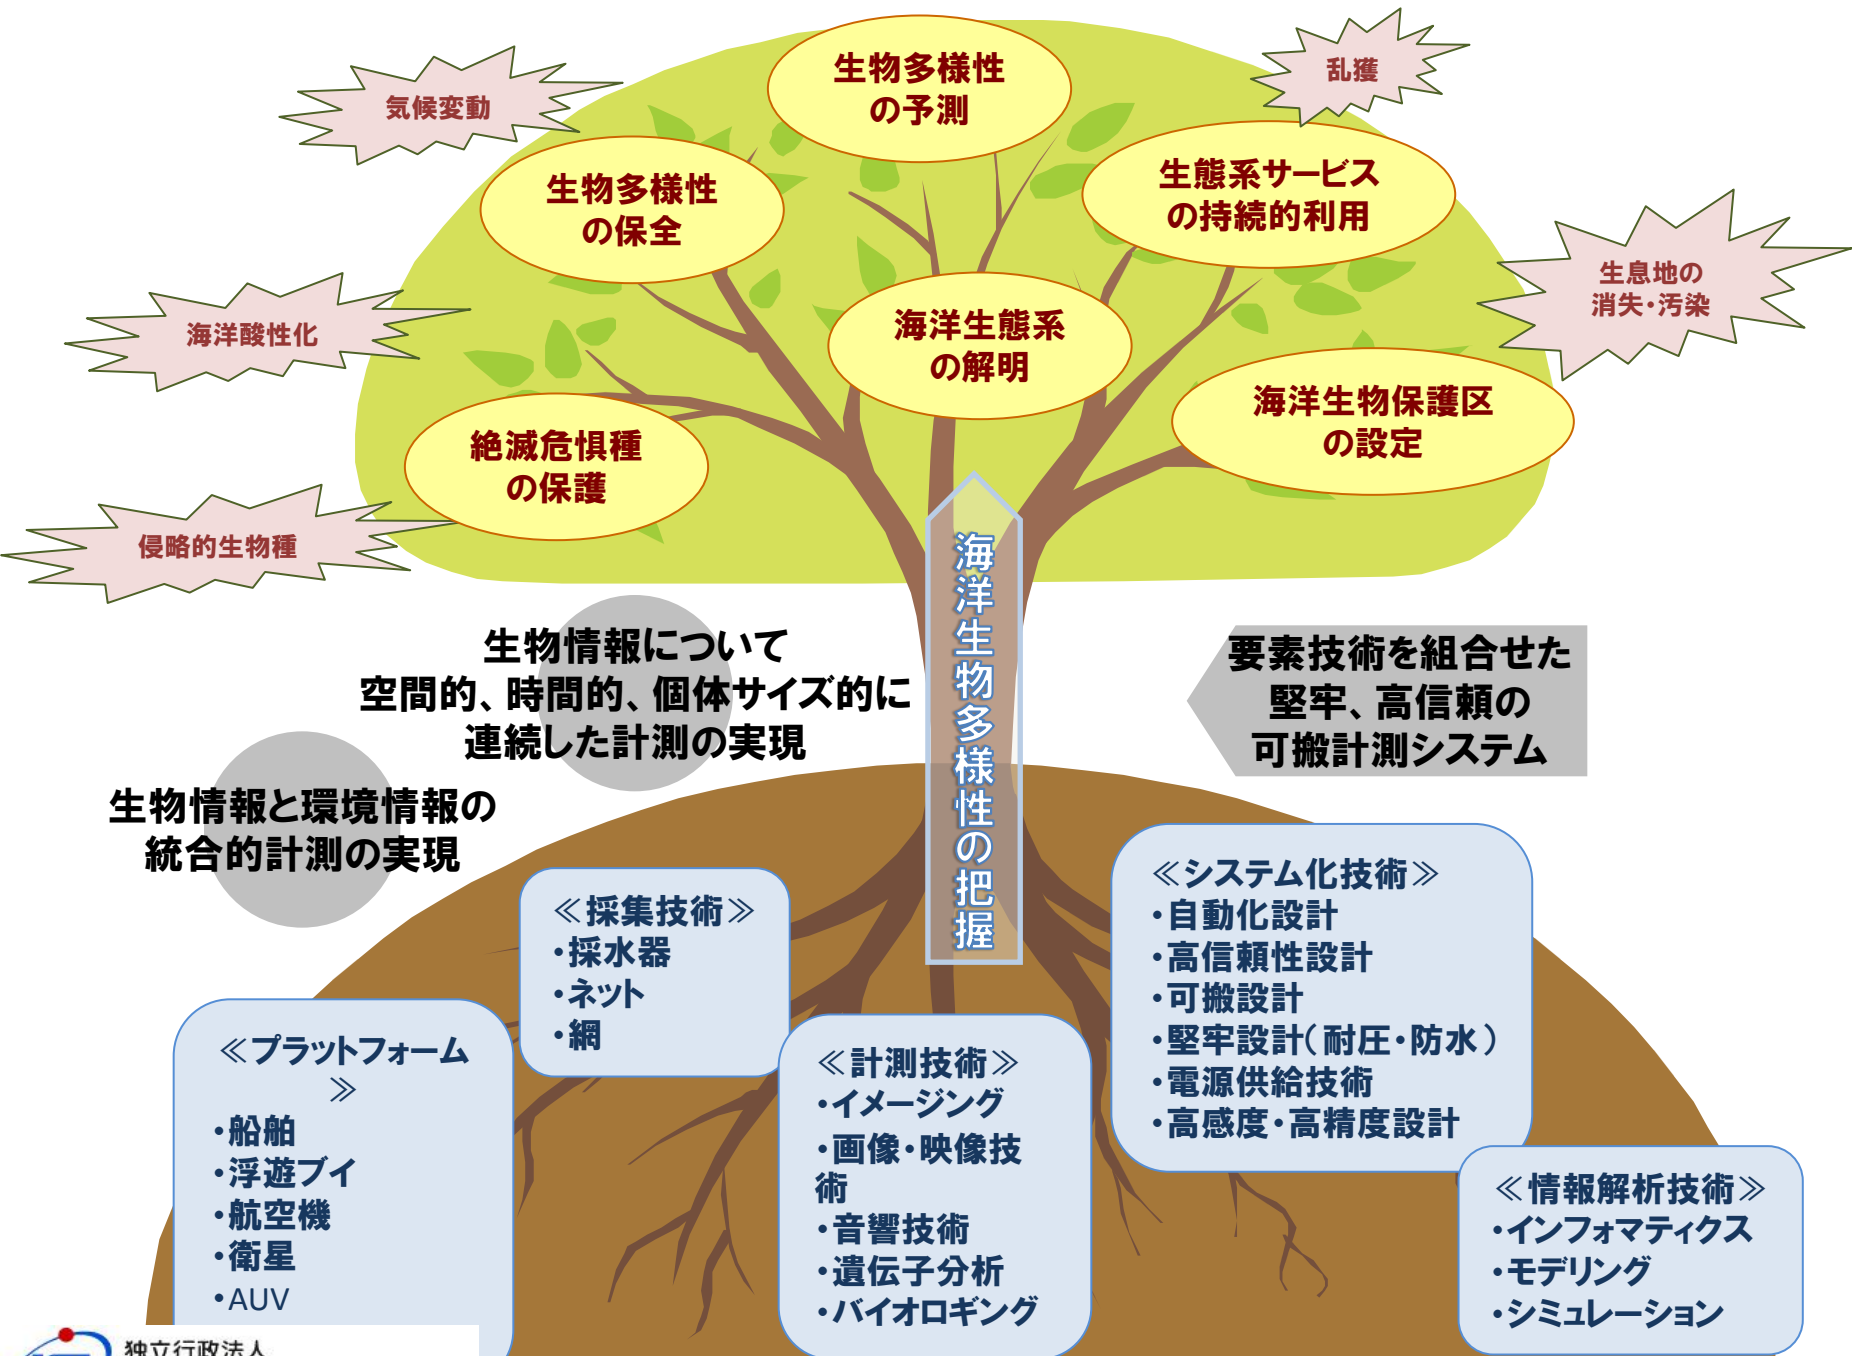 生物多様性
の予測
乱獲
気候変動
生物多様性
の保全
生態系サービス
の持続的利用
生息地の
消失・汚染
海洋酸性化
海洋生態系
の解明
海洋生物保護区
の設定
絶滅危惧種
の保護
侵略的生物種
海洋生物多様性の把握
生物情報について
空間的、時間的、個体サイズ的に
連続した計測の実現
要素技術を組合せた
堅牢、高信頼の
可搬計測システム
生物情報と環境情報の
統合的計測の実現
≪採集技術≫
・採水器
・ネット
・網
≪システム化技術≫
・自動化設計
・高信頼性設計
・可搬設計
・堅牢設計(耐圧・防水)
・電源供給技術
・高感度・高精度設計
≪プラットフォーム
≫
・船舶
・浮遊ブイ
・航空機
・衛星
・AUV
≪計測技術≫
・イメージング
・画像・映像技
術
・音響技術
・遺伝子分析
・バイオロギング
≪情報解析技術≫
・インフォマティクス
・モデリング
・シミュレーション
独立行政法人